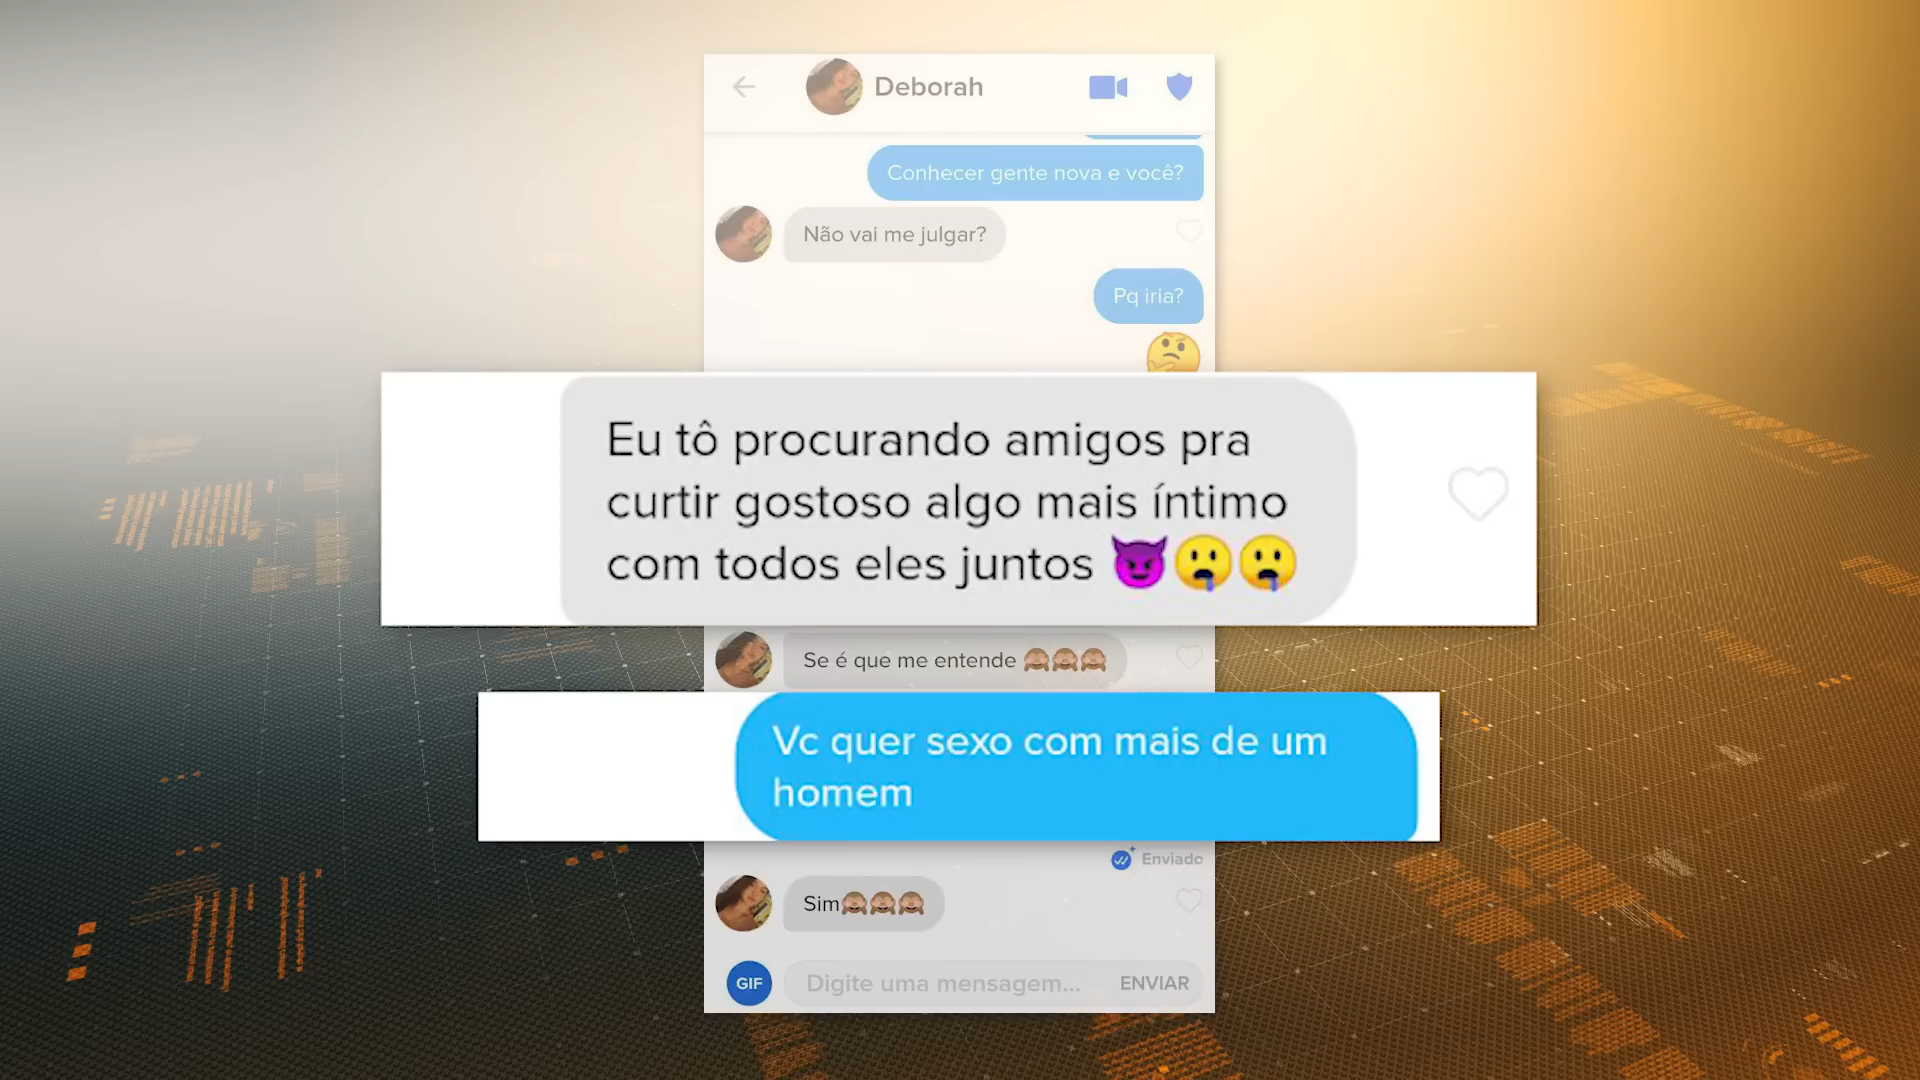 Deborah
Conhecer gente nova e você?
Não vai me julgar?
Pq iria?
Eu tô procurando amigos pra
curtir gostoso algo mais íntimo
com todos eles juntos 😈🤤🤤
Se é que me entende 🙈🙈🙈
Vc quer sexo com mais de um
homem
Enviado
Sim🙈🙈🙈
GIF
Digite uma mensagem...
ENVIAR